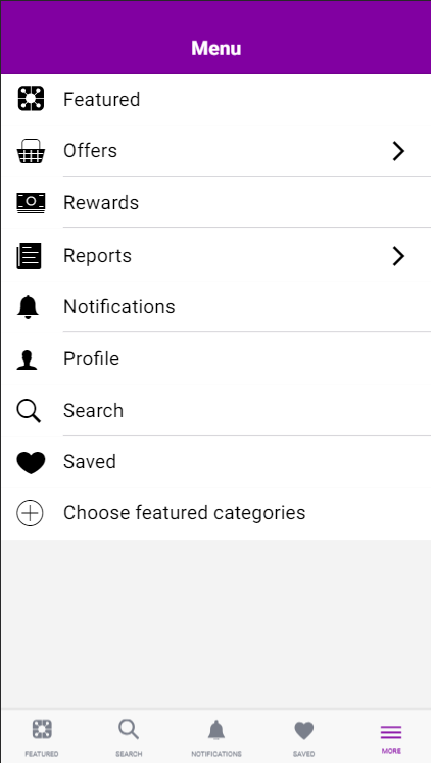 Menu
Featured
Offers
Rewards
Reports
Notifications
Profile
Search
Saved
Choose featured categories
FEATURED
SEARCH
NOTIFICATIONS
SAVED
MORE